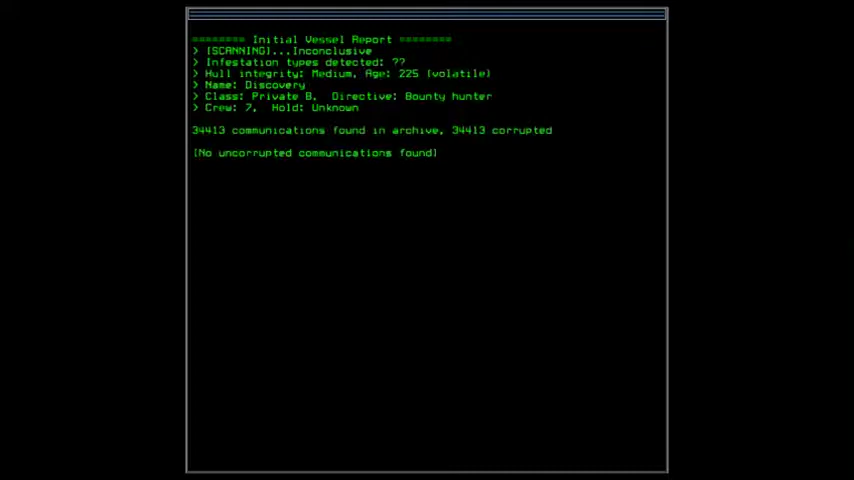 ======== Initial Vessel Report ========
> [SCANNING]...Inconclusive
> Infestation types detected: ??
> Hull integrity: Medium, Age: 225 (volatile)
> Name: Discovery
> Class: Private B,  Directive: Bounty hunter
> Crew: 7,  Hold: Unknown
34413 communications found in archive, 34413 corrupted
[No uncorrupted communications found]